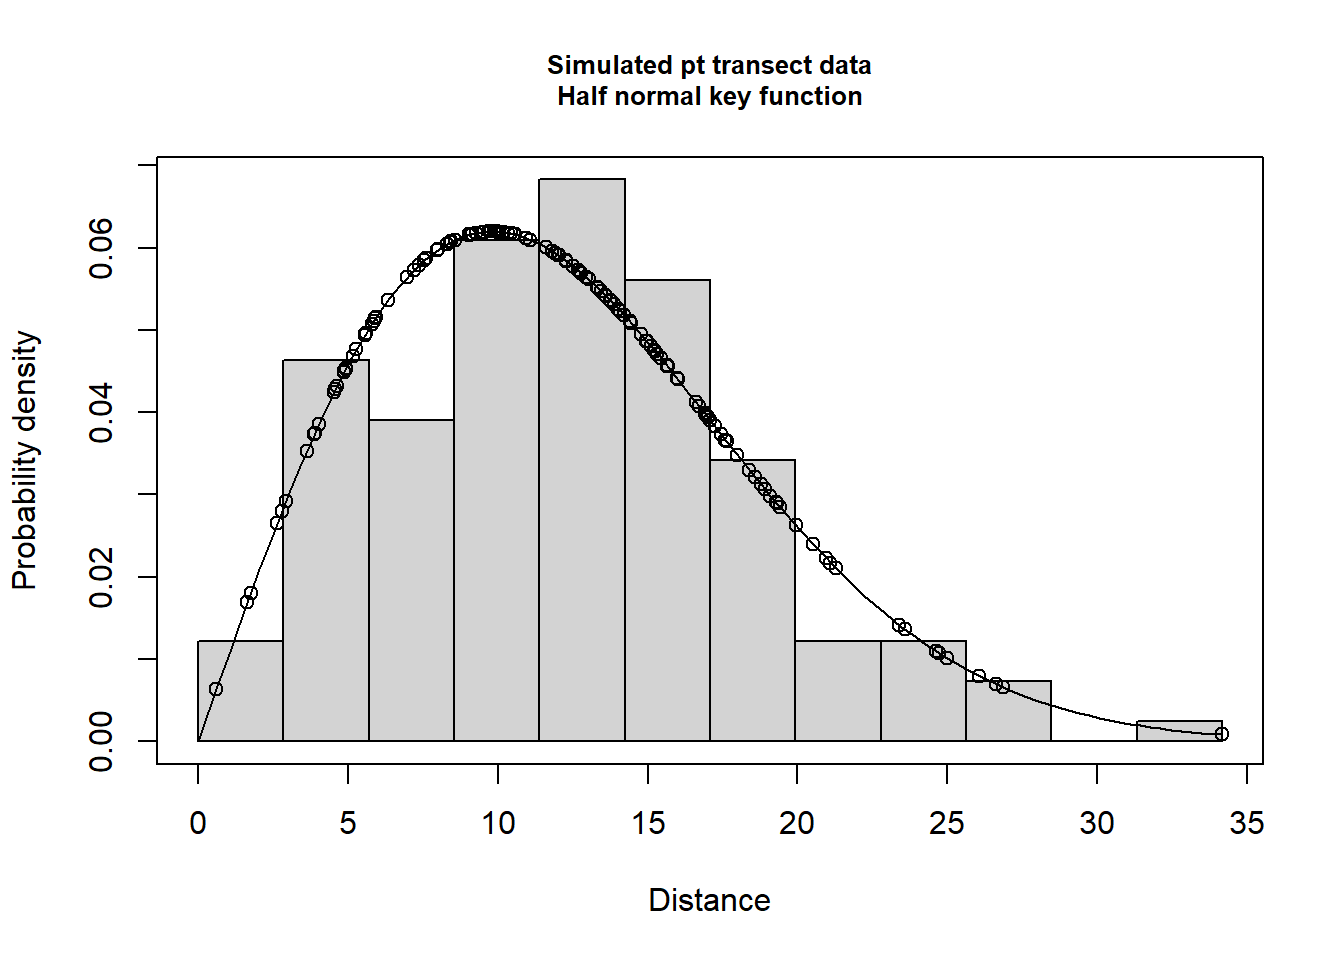 Simulated pt transect data
Half normal key function
Probability density
0.06
0.04
0.02
0.00
0 5 10 15 20 25 30 35
Distance